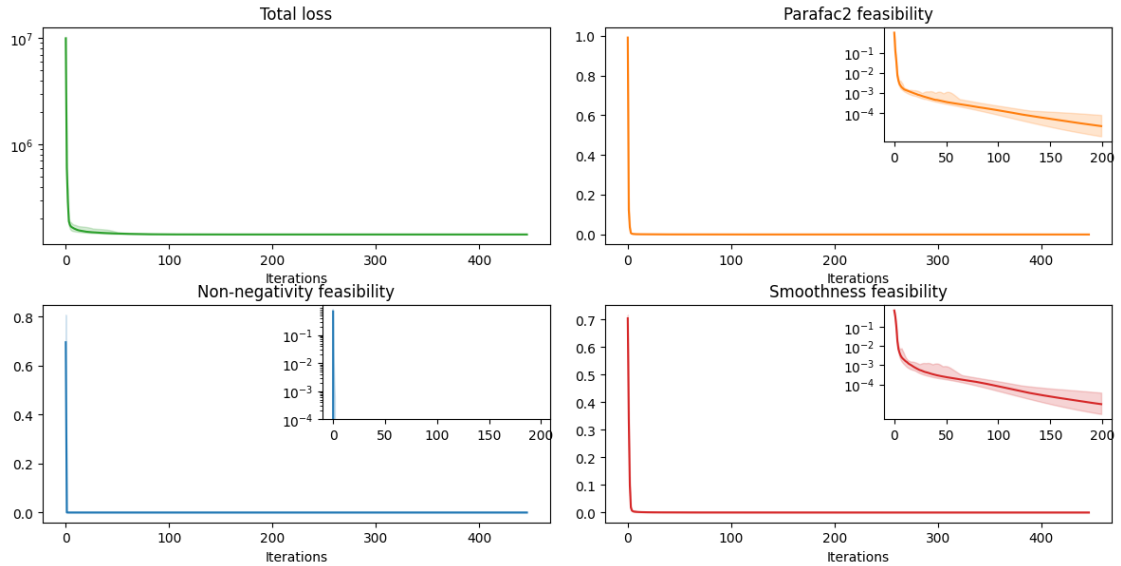 Total loss
10^7
10^6
0 100 200 300 400
Iterations
Parafac2 feasibility
1.0
0.8
0.6
0.4
0.2
0.0
0 100 200 300 400
Iterations
10^-1
10^-2
10^-3
10^-4
0 50 100 150 200
Non-negativity feasibility
0.8
0.6
0.4
0.2
0.0
0 100 200 300 400
Iterations
10^-1
10^-2
10^-3
10^-4
0 50 100 150 200
Smoothness feasibility
0.7
0.6
0.5
0.4
0.3
0.2
0.1
0.0
0 100 200 300 400
Iterations
10^-1
10^-2
10^-3
10^-4
0 50 100 150 200